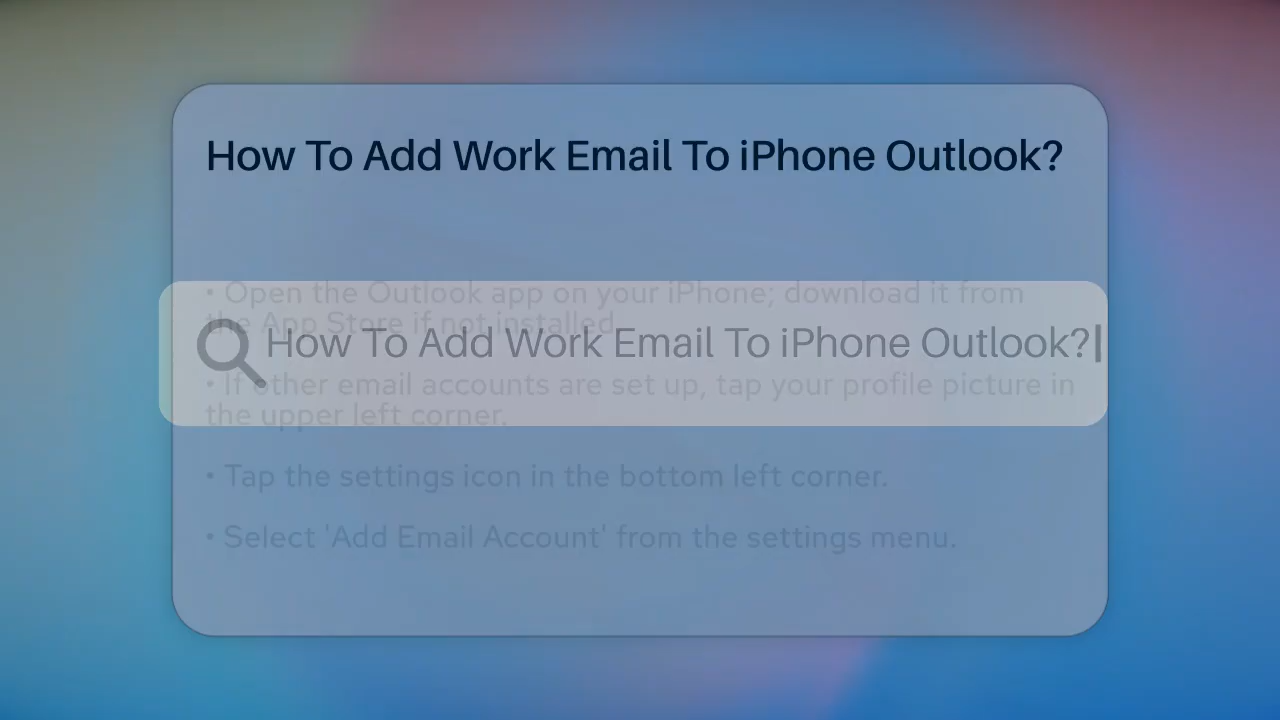 How To Add Work Email To iPhone Outlook?
• Open the Outlook app on your iPhone; download it from
the App Store if not installed.
How To Add Work Email To iPhone Outlook?
• If other email accounts are set up, tap your profile picture in
the upper left corner.
• Tap the settings icon in the bottom left corner.
• Select 'Add Email Account' from the settings menu.